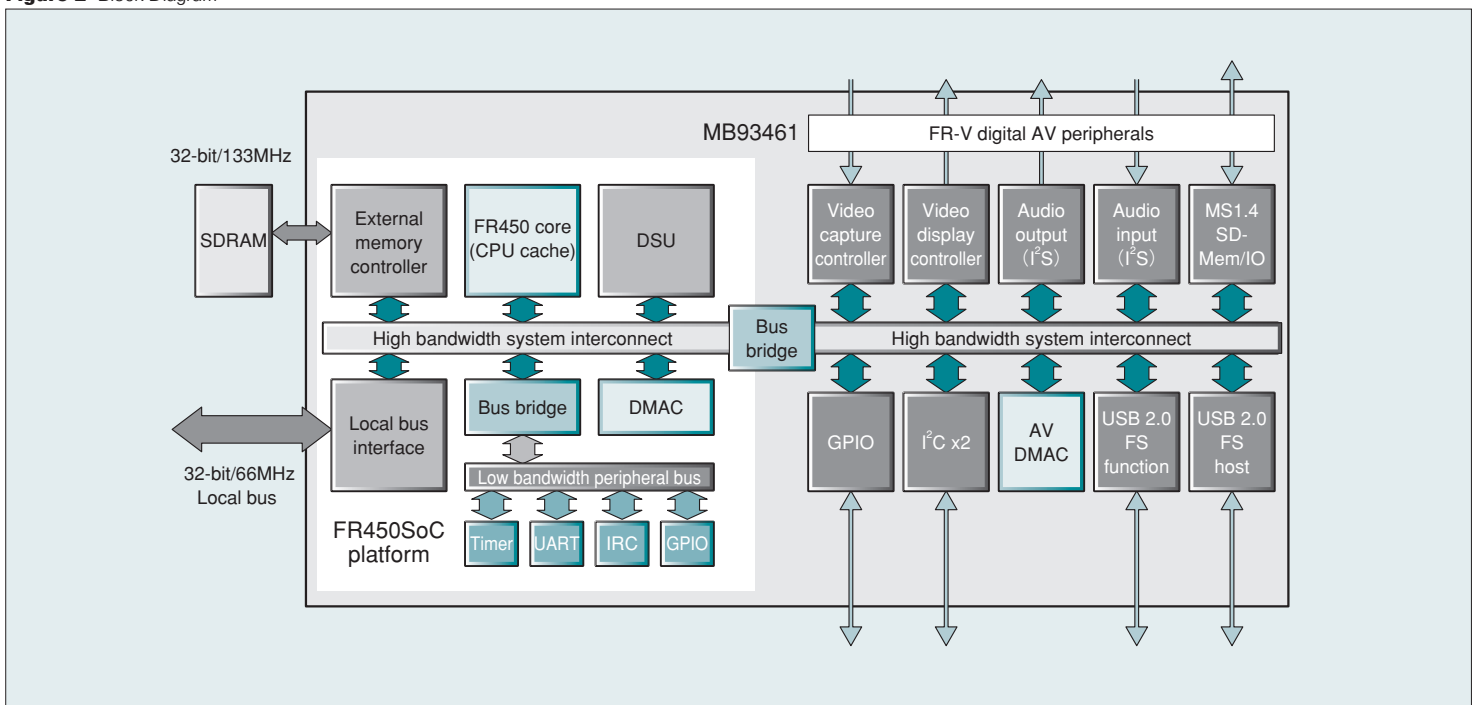 Figure 2 Block Diagram
MB93461
FR-V digital AV peripherals
32-bit/133MHz
SDRAM
External
memory
controller
FR450 core
(CPU cache)
DSU
Video
capture
controller
Video
display
controller
Audio
output
(I²S)
Audio
input
(I²S)
MS1.4
SD-
Mem/IO
High bandwidth system interconnect
Bus
bridge
High bandwidth system interconnect
Local bus
interface
Bus bridge
DMAC
GPIO
I²C x2
AV
DMAC
USB 2.0
FS
function
USB 2.0
FS
host
32-bit/66MHz
Local bus
Low bandwidth peripheral bus
FR450SoC
platform
Timer
UART
IRC
GPIO